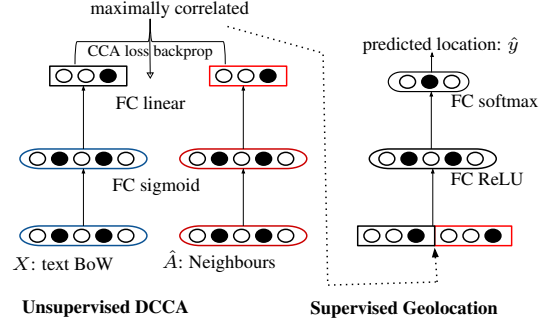 maximally correlated
CCA loss backprop
predicted location: ŷ
FC linear
FC softmax
FC sigmoid
FC ReLU
X: text BoW
Â: Neighbours
Unsupervised DCCA
Supervised Geolocation